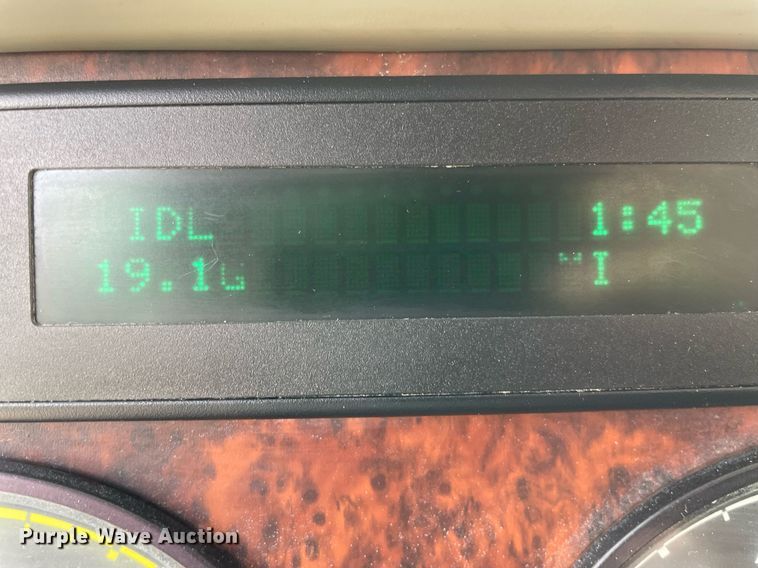 IDL 1:45
19.1G I
Purple Wave Auction